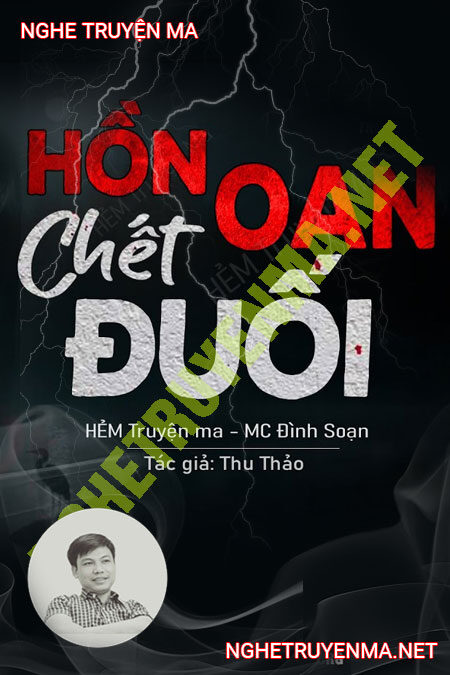 NGHE TRUYỆN MA
HỒN OAN
Chết
ĐUỐI
NGHETRUYENMA.NET
HẺM Truyện ma - MC Đình Soạn
Tác giả: Thu Thảo
NGHETRUYENMA.NET